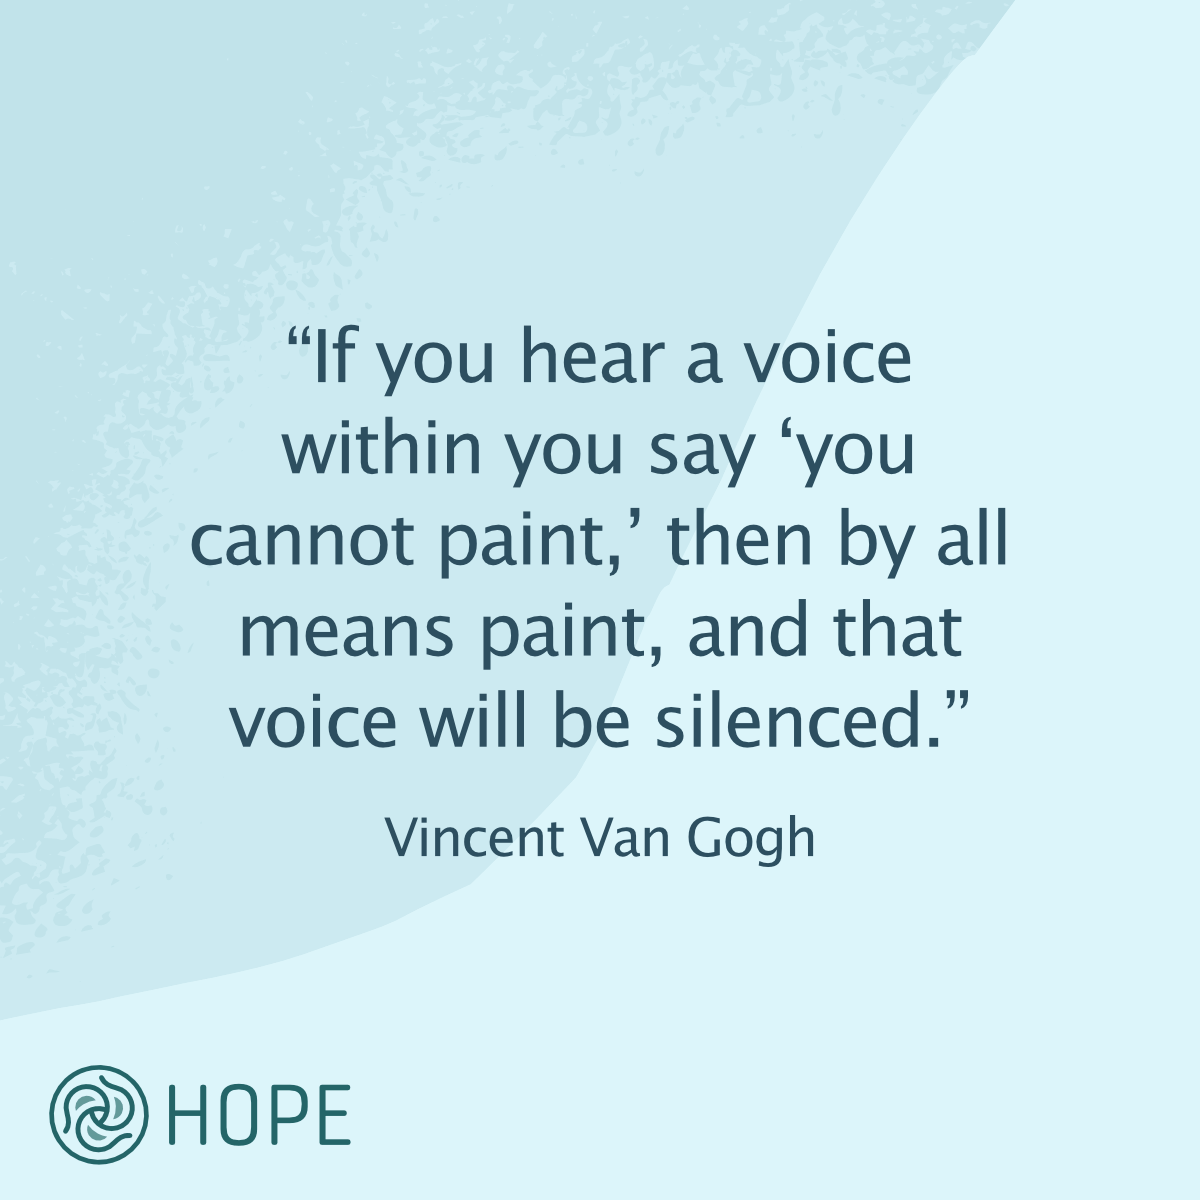 “If you hear a voice
within you say ‘you
cannot paint,’ then by all
means paint, and that
voice will be silenced.”
Vincent Van Gogh
HOPE